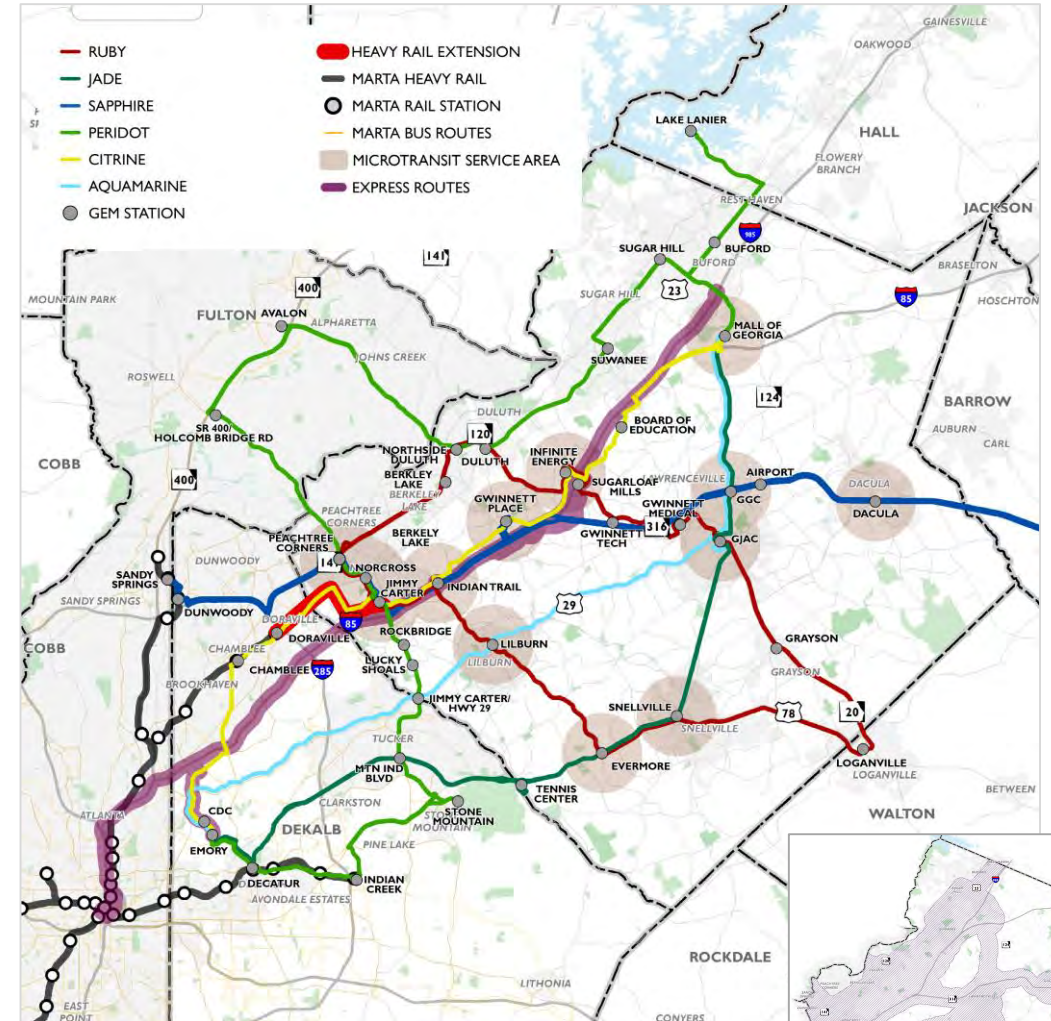 RUBY
JADE
SAPPHIRE
PERIDOT
CITRINE
AQUAMARINE
GEM STATION
HEAVY RAIL EXTENSION
MARTA HEAVY RAIL
MARTA RAIL STATION
MARTA BUS ROUTES
MICROTRANSIT SERVICE AREA
EXPRESS ROUTES
GAINESVILLE
OAKWOOD
LAKE LANIER
HALL
FLOWERY
BRANCH
REST HAVEN
JACKSON
985
SUGAR HILL
BUFORD
BUFORD
141
BRASELTON
23
SUGAR HILL
400
85
HOSCHTON
MOUNTAIN PARK
FULTON
AVALON
ALPHARETTA
MALL OF
GEORGIA
JOHNS CREEK
SUWANEE
ROSWELL
124
BARROW
DULUTH
SR 400/
HOLCOMB BRIDGE RD
BOARD OF
EDUCATION
AUBURN
CARL
120
NORTHSIDE
DULUTH
DULUTH
INFINITE
ENERGY
COBB
400
BERKLEY
LAKE
BERKELEY
LAKE
SUGARLOAF
MILLS
LAWRENCEVILLE
AIRPORT
DACULA
GGC
DACULA
GWINNETT
PLACE
GWINNETT
MEDICAL
316
PEACHTREE
CORNERS
GWINNETT
TECH
BERKELY
LAKE
PEACHTREE
CORNERS
GJAC
DUNWOODY
14
NORCROSS
SANDY
SPRINGS
JIMMY
CARTER
INDIAN TRAIL
SANDY SPRINGS
DUNWOODY
29
DORAVILLE
85
DORAVILLE
ROCKBRIDGE
LILBURN
GRAYSON
COBB
CHAMBLEE
CHAMBLEE
285
LUCKY
SHOALS
LILBURN
GRAYSON
BROOKHAVEN
JIMMY CARTER/
HWY 29
SNELLVILLE
SNELLVILLE
78
20
TUCKER
LOGANVILLE
LOGANVILLE
MTN IND
BLVD
EVERMORE
TENNIS
CENTER
BETWEEN
CLARKSTON
STONE
MOUNTAIN
MOUNTAIN
WALTON
ATLANTA
CDC
DEKALB
EMORY
PINE LAKE
DECATUR
INDIAN
CREEK
AVONDALE ESTATES
ROCKDALE
LITHONIA
EAST
POINT
CONYERS